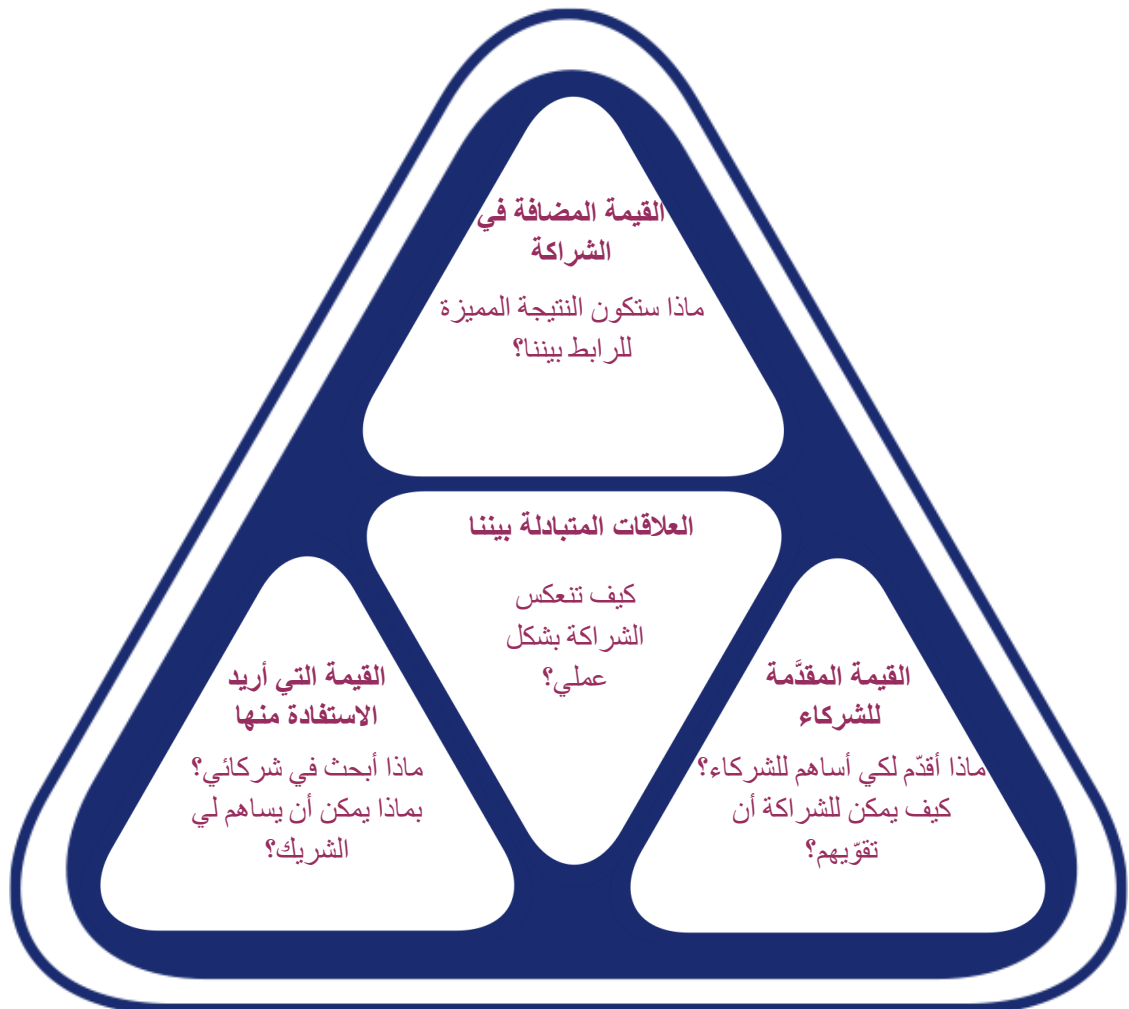 القيمة المضافة في
الشراكة
ماذا ستكون النتيجة المميزة
للرابط بيننا؟
العلاقات المتبادلة بيننا
كيف تنعكس
الشراكة بشكل
عملي؟
القيمة المقدَّمة
للشركاء
ماذا أقدّم لكي أساهم للشركاء؟
كيف يمكن للشراكة أن
تقوّيهم؟
القيمة التي أريد
الاستفادة منها
ماذا أبحث في شركائي؟
بماذا يمكن أن يساهم لي
الشريك؟